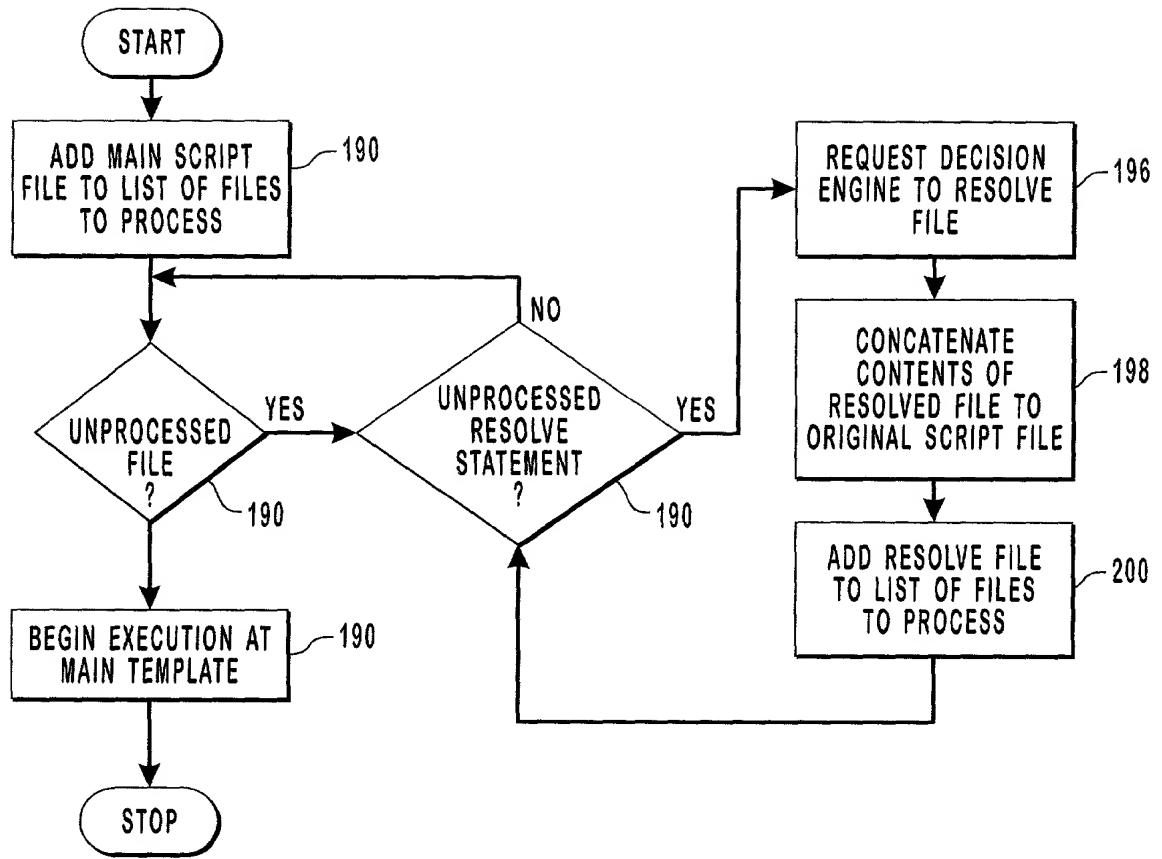 START
ADD MAIN SCRIPT
FILE TO LIST OF FILES
TO PROCESS
190
UNPROCESSED
FILE
?
YES
190
BEGIN EXECUTION AT
MAIN TEMPLATE
190
STOP
NO
UNPROCESSED
RESOLVE
STATEMENT
?
YES
190
REQUEST DECISION
ENGINE TO RESOLVE
FILE
196
CONCATENATE
CONTENTS OF
RESOLVED FILE TO
ORIGINAL SCRIPT FILE
198
ADD RESOLVE FILE
TO LIST OF FILES
TO PROCESS
200